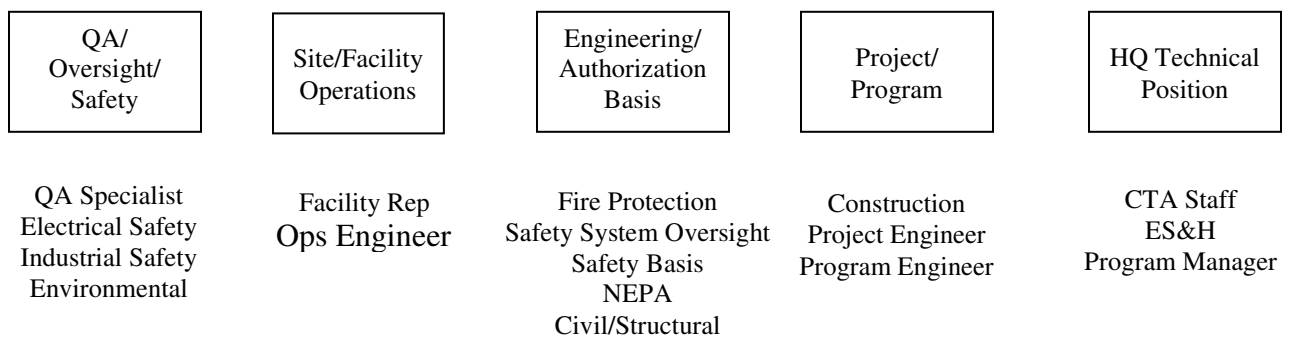 QA/
Oversight/
Safety
Site/Facility
Operations
Engineering/
Authorization
Basis
Project/
Program
HQ Technical
Position
QA Specialist
Electrical Safety
Industrial Safety
Environmental
Facility Rep
Ops Engineer
Fire Protection
Safety System Oversight
Safety Basis
NEPA
Civil/Structural
Construction
Project Engineer
Program Engineer
CTA Staff
ES&H
Program Manager